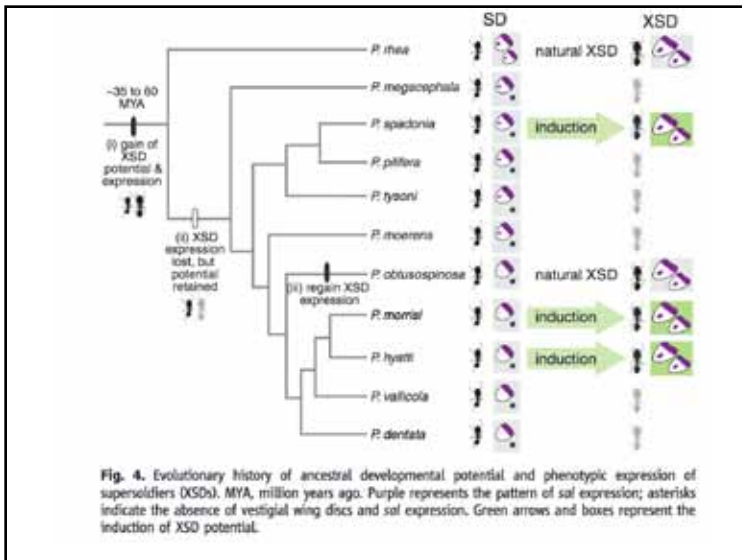 SD
XSD
P. rhea
natural XSD
~35 to 60
MYA
P. megacephala
(i) gain of
XSD
potential &
expression
P. spadonia
induction
P. pilifera
P. tysoni
P. moerens
(ii) XSD
expression
lost, but
potential
retained
P. obtusospinosa
natural XSD
(iii) regain XSD
expression
P. morrisi
induction
P. hyatti
induction
P. vallicola
P. dentata
Fig. 4. Evolutionary history of ancestral developmental potential and phenotypic expression of
supersoldiers (XSDs). MYA, million years ago. Purple represents the pattern of sal expression; asterisks
indicate the absence of vestigial wing discs and sal expression. Green arrows and boxes represent the
induction of XSD potential.